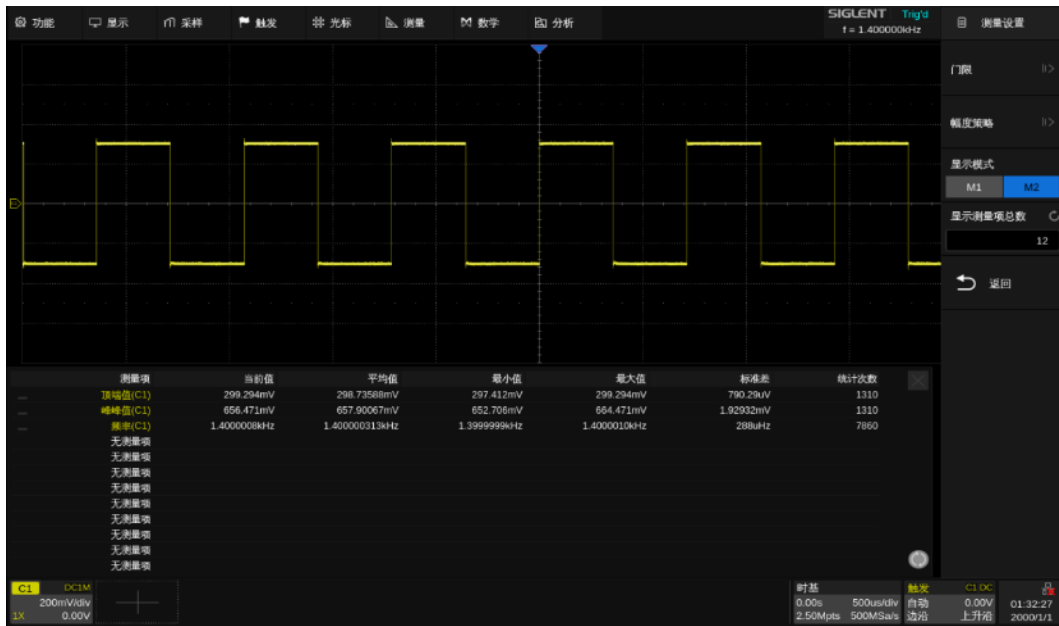 功能 显示 采样 触发 光标 测量 数学 分析 SIGLENT Trig'd 测量设置
f = 1.400000kHz
门限
幅度策略
显示模式
M1 M2
显示测量项总数
12
返回
测量项 当前值 平均值 最小值 最大值 标准差 统计次数
顶端值(C1) 299.294mV 298.73588mV 297.412mV 299.294mV 790.29uV 1310
峰峰值(C1) 656.471mV 657.90067mV 652.706mV 664.471mV 1.92932mV 1310
频率(C1) 1.4000008kHz 1.400000313kHz 1.3999999kHz 1.4000010kHz 288uHz 7860
无测量项
无测量项
无测量项
无测量项
无测量项
无测量项
无测量项
无测量项
无测量项
C1 DC1M 时基 触发 C1 DC
200mV/div 0.00s 500us/div 自动 0.00V 01:32:27
1X 0.00V 2.50Mpts 500MSa/s 边沿 上升沿 2000/1/1